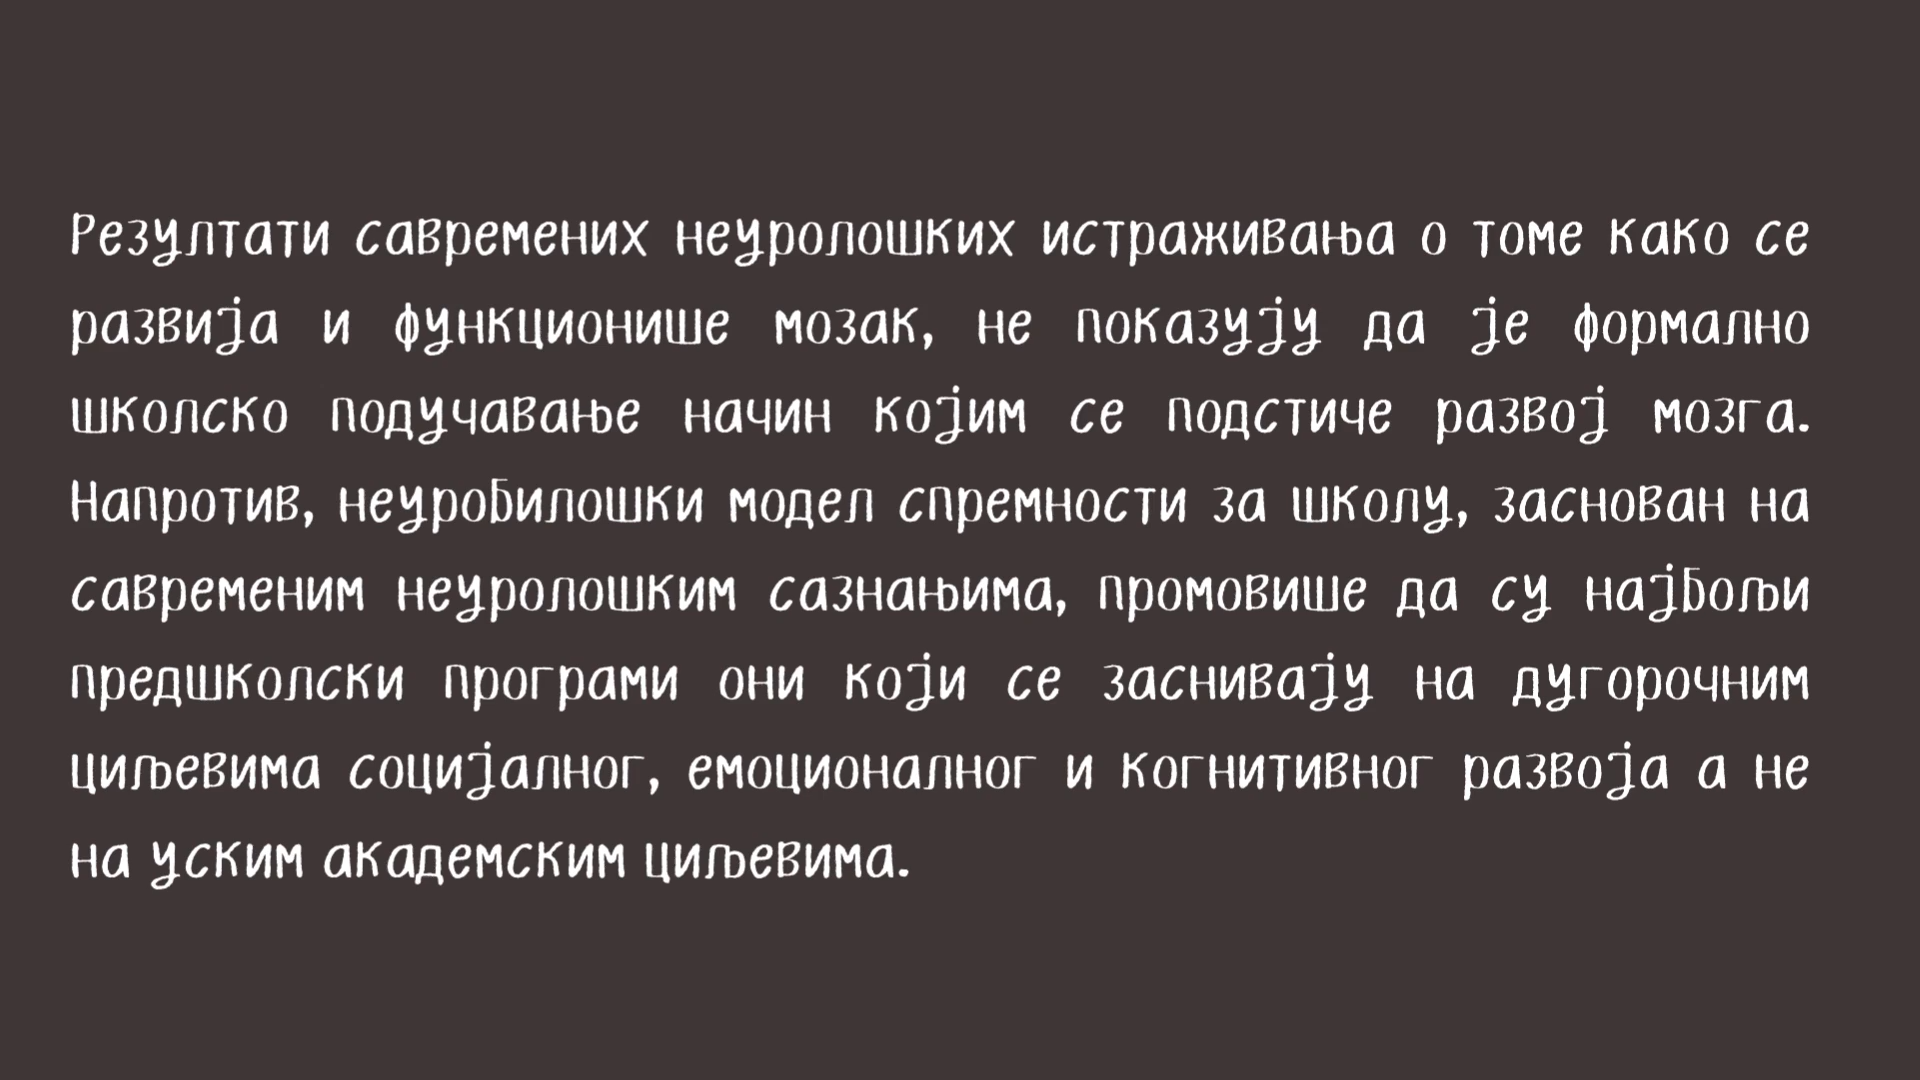 Резултати савремених неуролошких истраживања о томе како се
развија и функционише мозак, не показују да је формално
школско подучавање начин којим се подстиче развој мозга.
Напротив, неуробилошки модел спремности за школу, заснован на
савременим неуролошким сазнањима, промовише да су најбољи
предшколски програми они који се заснивају на дугорочним
циљевима социјалног, емоционалног и когнитивног развоја а не
на уским академским циљевима.